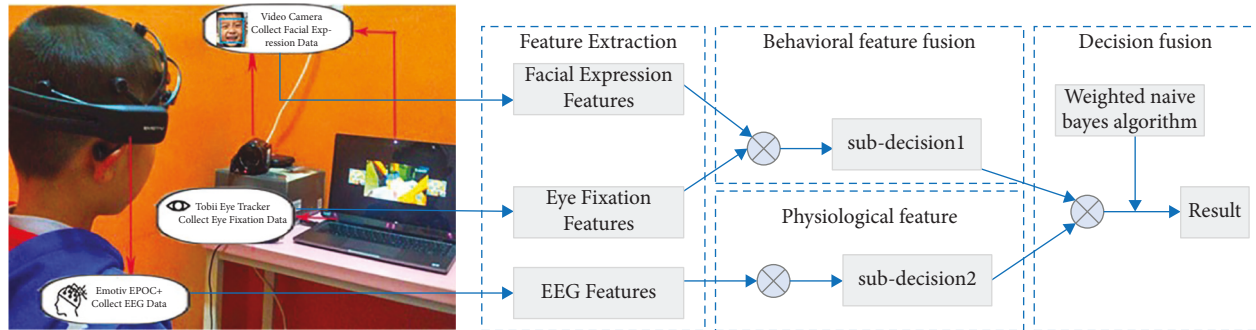 Video Camera
Collect Facial Exp-
ression Data
Tobii Eye Tracker
Collect Eye Fixation Data
Emotiv EPOC+
Collect EEG Data
Feature Extraction
Facial Expression
Features
Eye Fixation
Features
EEG Features
Behavioral feature fusion
sub-decision1
Physiological feature
sub-decision2
Decision fusion
Weighted naive
bayes algorithm
Result